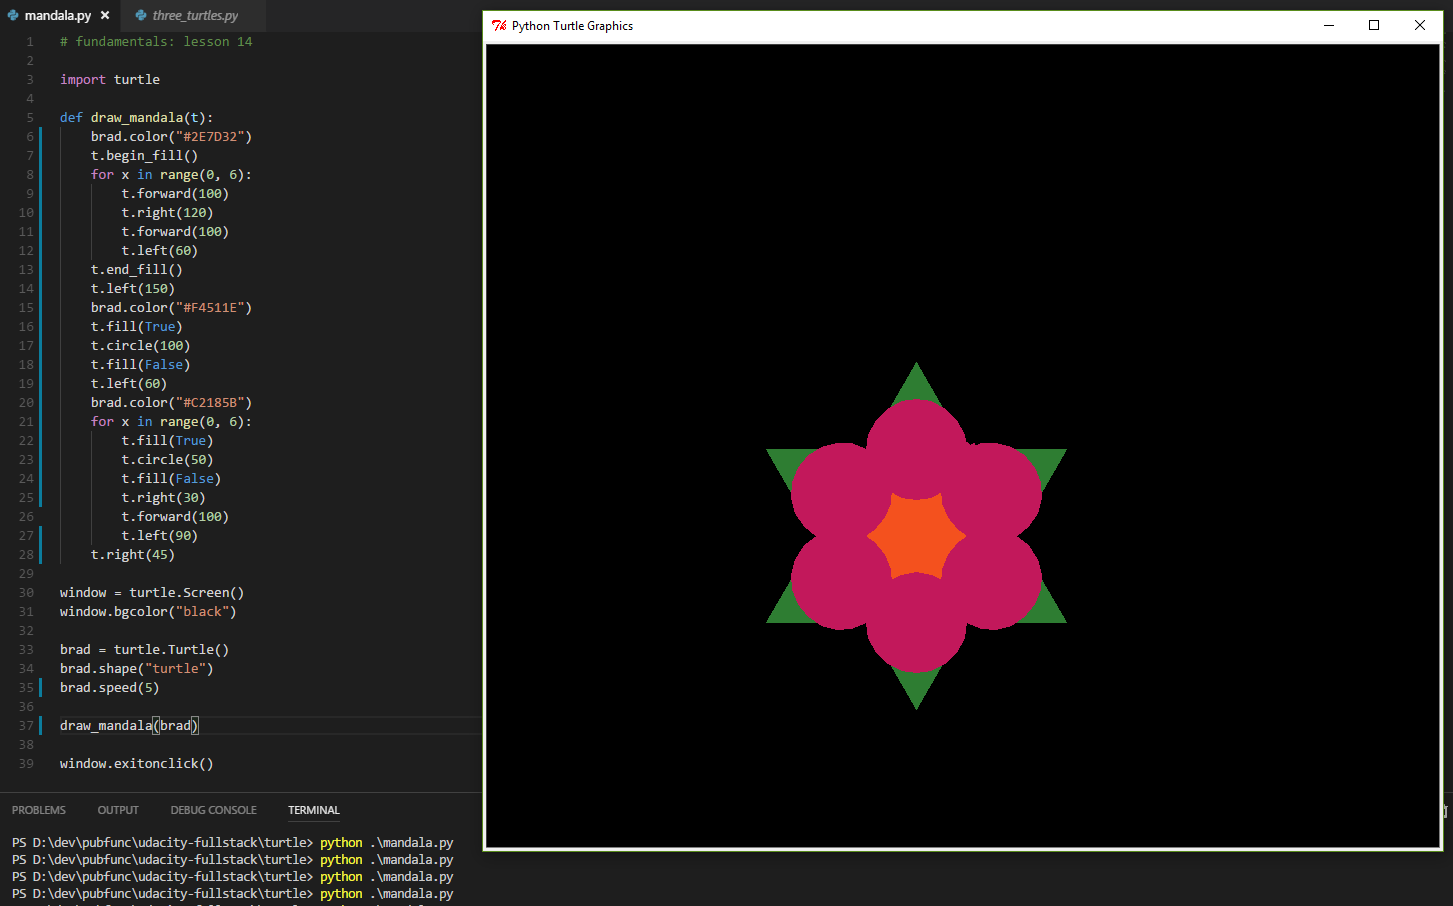 mandala.py three_turtles.py
Python Turtle Graphics
1 # fundamentals: lesson 14
2
3 import turtle
4
5 def draw_mandala(t):
6 brad.color("#2E7D32")
7 t.begin_fill()
8 for x in range(0, 6):
9 t.forward(100)
10 t.right(120)
11 t.forward(100)
12 t.left(60)
13 t.end_fill()
14 t.left(150)
15 brad.color("#F4511E")
16 t.fill(True)
17 t.circle(100)
18 t.fill(False)
19 t.left(60)
20 brad.color("#C2185B")
21 for x in range(0, 6):
22 t.fill(True)
23 t.circle(50)
24 t.fill(False)
25 t.right(30)
26 t.forward(100)
27 t.left(90)
28 t.right(45)
29
30 window = turtle.Screen()
31 window.bgcolor("black")
32
33 brad = turtle.Turtle()
34 brad.shape("turtle")
35 brad.speed(5)
36
37 draw_mandala(brad)
38
39 window.exitonclick()
PROBLEMS OUTPUT DEBUG CONSOLE TERMINAL
PS D:\dev\pubfunc\udacity-fullstack\turtle> python .\mandala.py
PS D:\dev\pubfunc\udacity-fullstack\turtle> python .\mandala.py
PS D:\dev\pubfunc\udacity-fullstack\turtle> python .\mandala.py
PS D:\dev\pubfunc\udacity-fullstack\turtle> python .\mandala.py